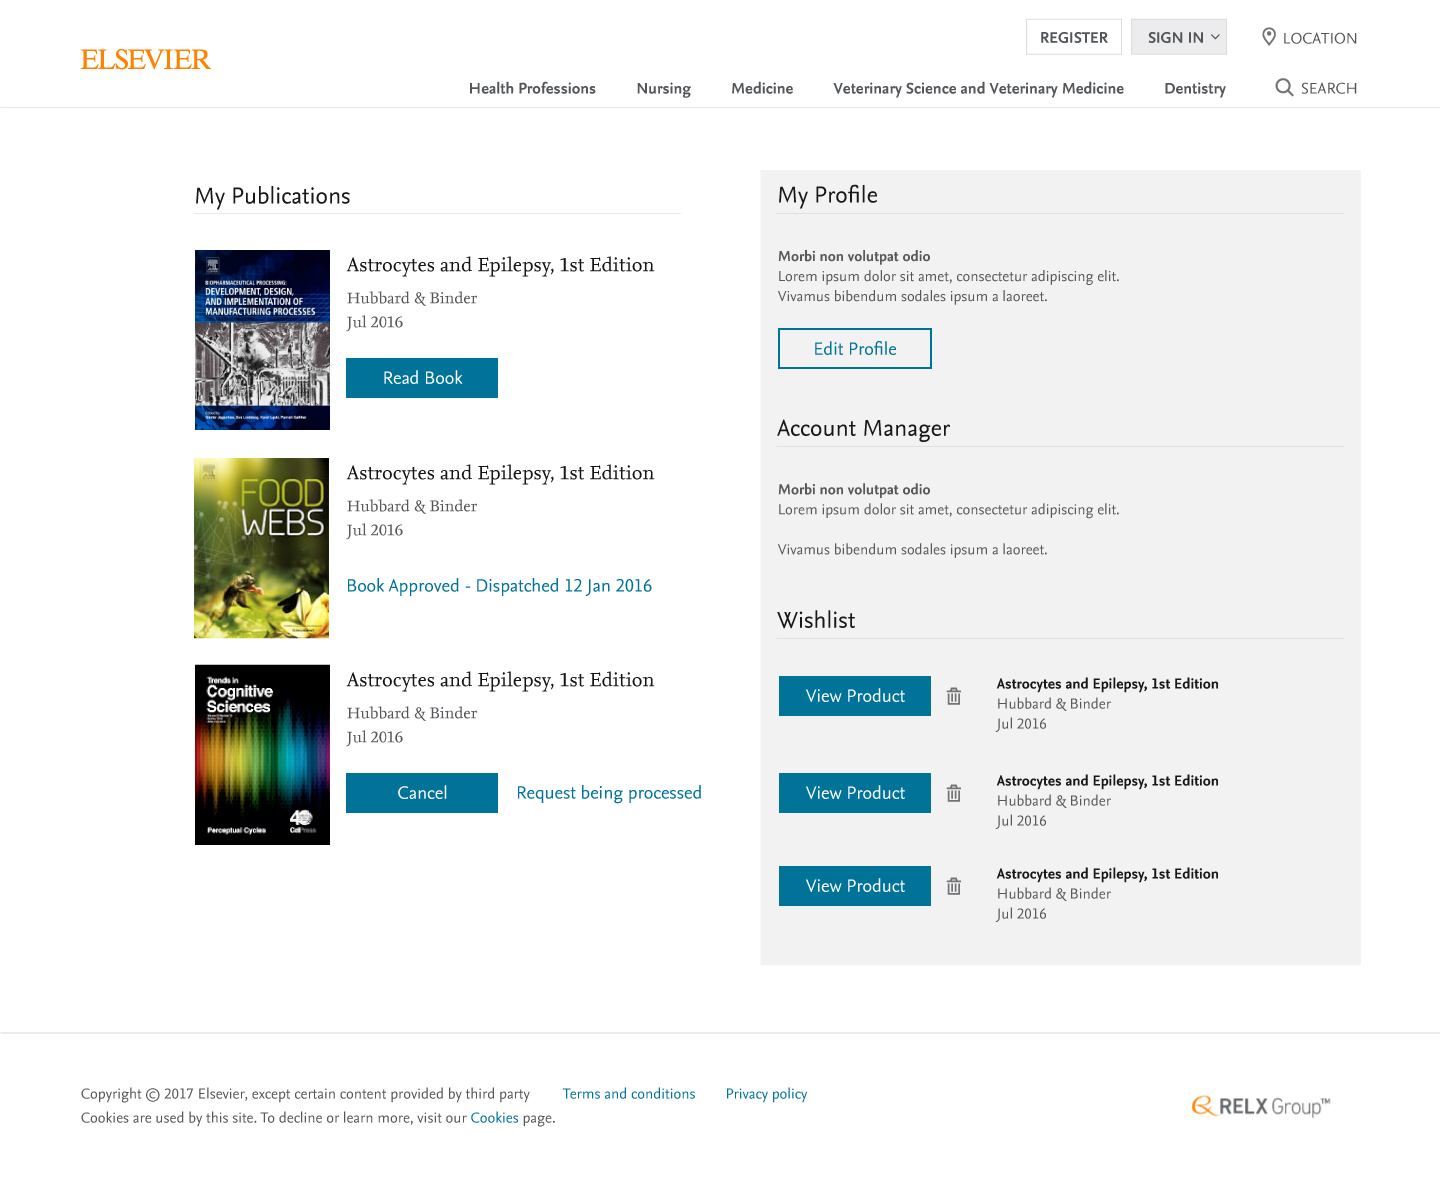 ELSEVIER
REGISTER
SIGN IN
LOCATION
Health Professions
Nursing
Medicine
Veterinary Science and Veterinary Medicine
Dentistry
SEARCH
My Publications
BIOPHARMACEUTICAL PROCESSING:
DEVELOPMENT, DESIGN,
AND IMPLEMENTATION OF
MANUFACTURING PROCESSES
Astrocytes and Epilepsy, 1st Edition
Hubbard & Binder
Jul 2016
Read Book
FOOD
WEBS
Astrocytes and Epilepsy, 1st Edition
Hubbard & Binder
Jul 2016
Book Approved - Dispatched 12 Jan 2016
Trends in
Cognitive
Sciences
Perceptual Cycles
40
CellPress
Astrocytes and Epilepsy, 1st Edition
Hubbard & Binder
Jul 2016
Cancel
Request being processed
My Profile
Morbi non volutpat odio
Lorem ipsum dolor sit amet, consectetur adipiscing elit.
Vivamus bibendum sodales ipsum a laoreet.
Edit Profile
Account Manager
Morbi non volutpat odio
Lorem ipsum dolor sit amet, consectetur adipiscing elit.
Vivamus bibendum sodales ipsum a laoreet.
Wishlist
View Product
Astrocytes and Epilepsy, 1st Edition
Hubbard & Binder
Jul 2016
View Product
Astrocytes and Epilepsy, 1st Edition
Hubbard & Binder
Jul 2016
View Product
Astrocytes and Epilepsy, 1st Edition
Hubbard & Binder
Jul 2016
Copyright © 2017 Elsevier, except certain content provided by third party
Terms and conditions
Privacy policy
Cookies are used by this site. To decline or learn more, visit our Cookies page.
RELX Group™